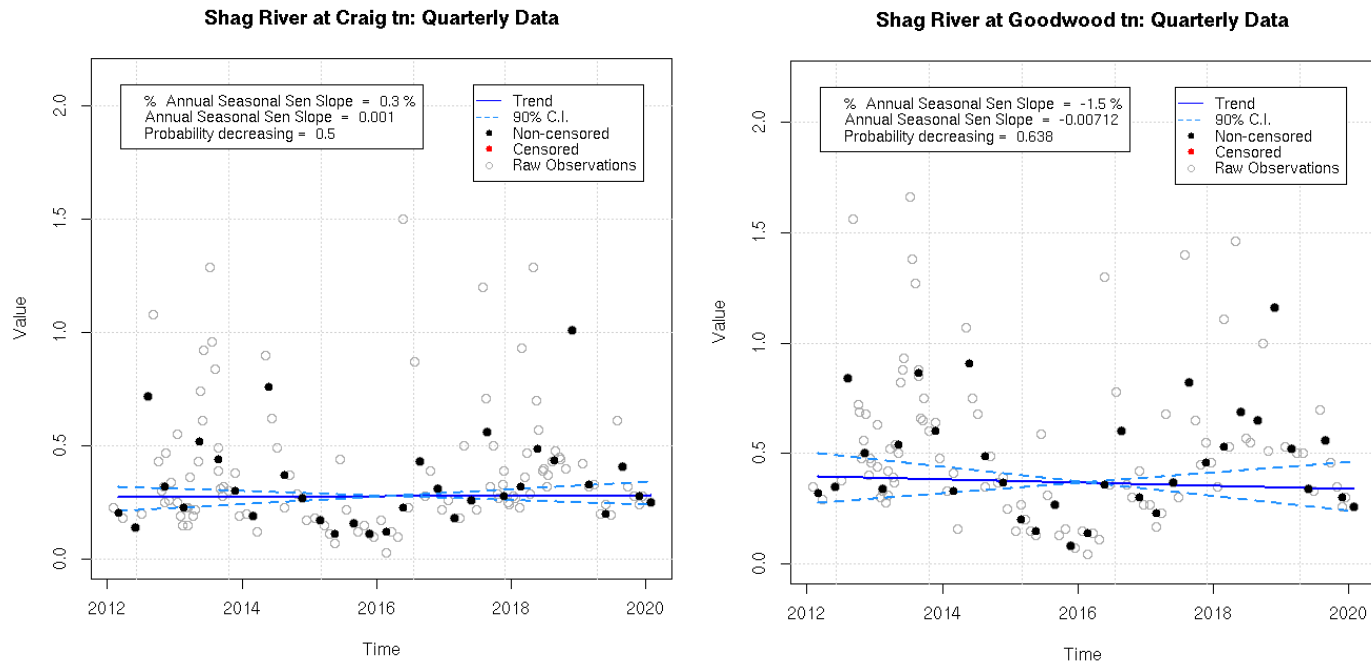 Shag River at Craig tn: Quarterly Data
% Annual Seasonal Sen Slope = 0.3 %
Annual Seasonal Sen Slope = 0.001
Probability decreasing = 0.5
Trend
90% C.I.
Non-censored
Censored
Raw Observations
2.0
1.5
1.0
0.5
0.0
Value
2012
2014
2016
2018
2020
Time
Shag River at Goodwood tn: Quarterly Data
% Annual Seasonal Sen Slope = -1.5 %
Annual Seasonal Sen Slope = -0.00712
Probability decreasing = 0.638
Trend
90% C.I.
Non-censored
Censored
Raw Observations
2.0
1.5
1.0
0.5
0.0
Value
2012
2014
2016
2018
2020
Time